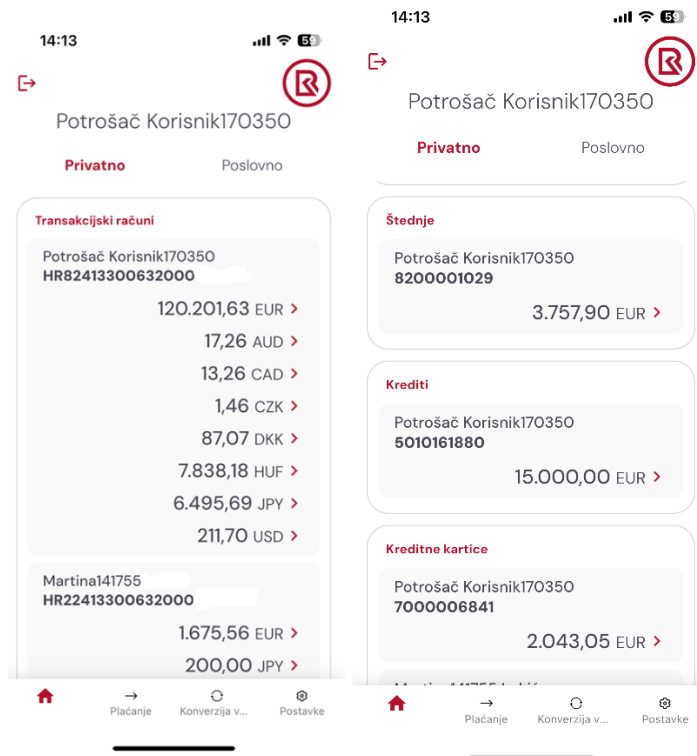 14:13
59
Potrošač Korisnik170350
Privatno Poslovno
Transakcijski računi
Potrošač Korisnik170350
HR82413300632000
120.201,63 EUR
17,26 AUD
13,26 CAD
1,46 CZK
87,07 DKK
7.838,18 HUF
6.495,69 JPY
211,70 USD
Martina141755
HR22413300632000
1.675,56 EUR
200,00 JPY
Plaćanje Konverzija v... Postavke
14:13
59
Potrošač Korisnik170350
Privatno Poslovno
Štednje
Potrošač Korisnik170350
8200001029
3.757,90 EUR
Krediti
Potrošač Korisnik170350
5010161880
15.000,00 EUR
Kreditne kartice
Potrošač Korisnik170350
7000006841
2.043,05 EUR
Plaćanje Konverzija v... Postavke